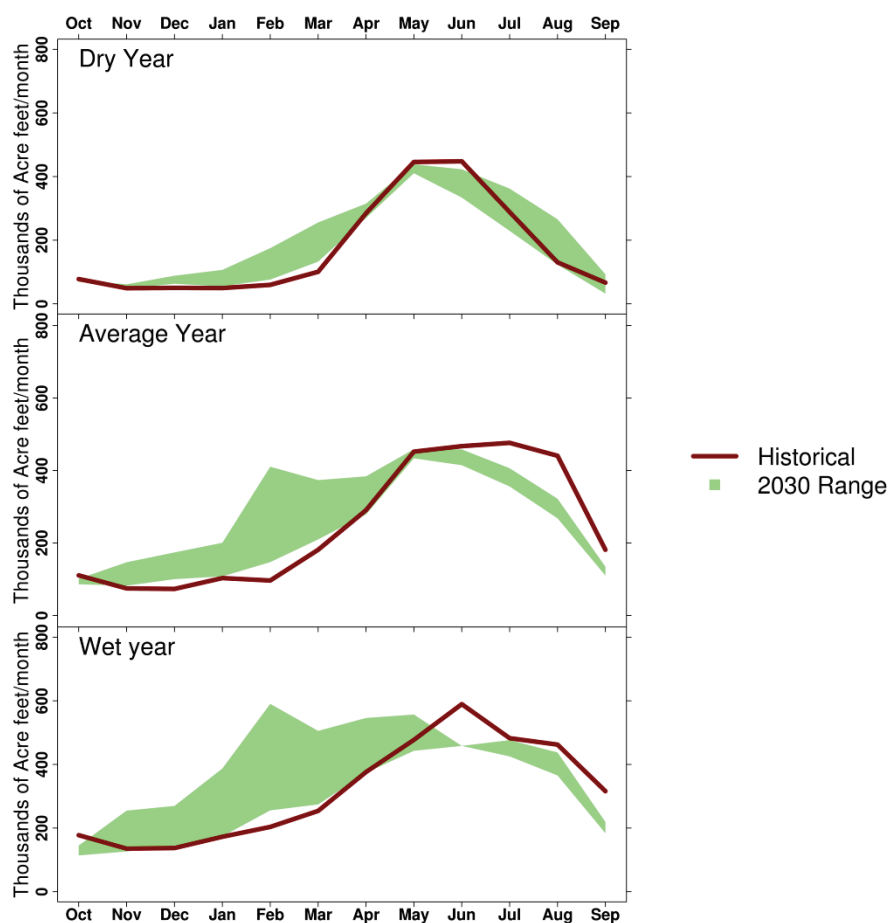 Oct Nov Dec Jan Feb Mar Apr May Jun Jul Aug Sep
Dry Year
Thousands of Acre feet/month
800
600
400
200
0
Average Year
Thousands of Acre feet/month
800
600
400
200
0
Historical
2030 Range
Wet year
Thousands of Acre feet/month
800
600
400
200
0
Oct Nov Dec Jan Feb Mar Apr May Jun Jul Aug Sep